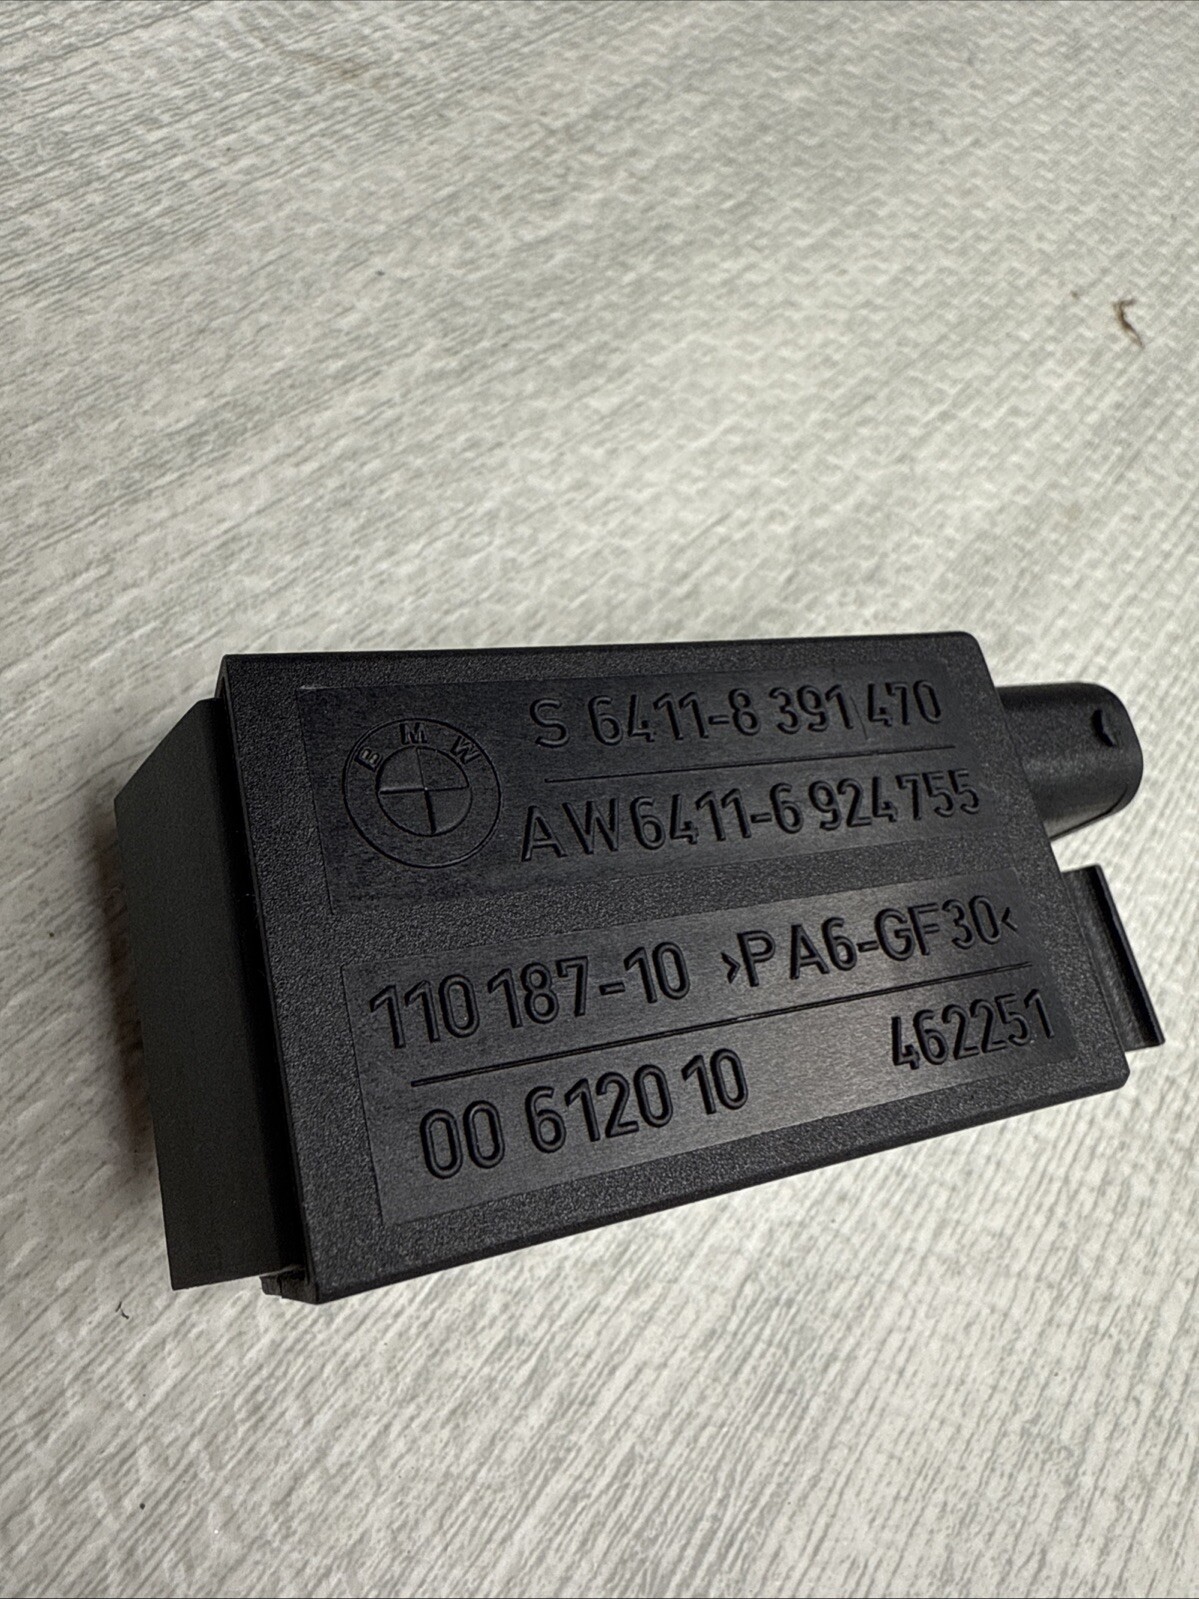 BMW
S 6411-8 391 470
AW 6411-6 924 755
110 187-10 >PA6-GF30<
00 6120 10 462251